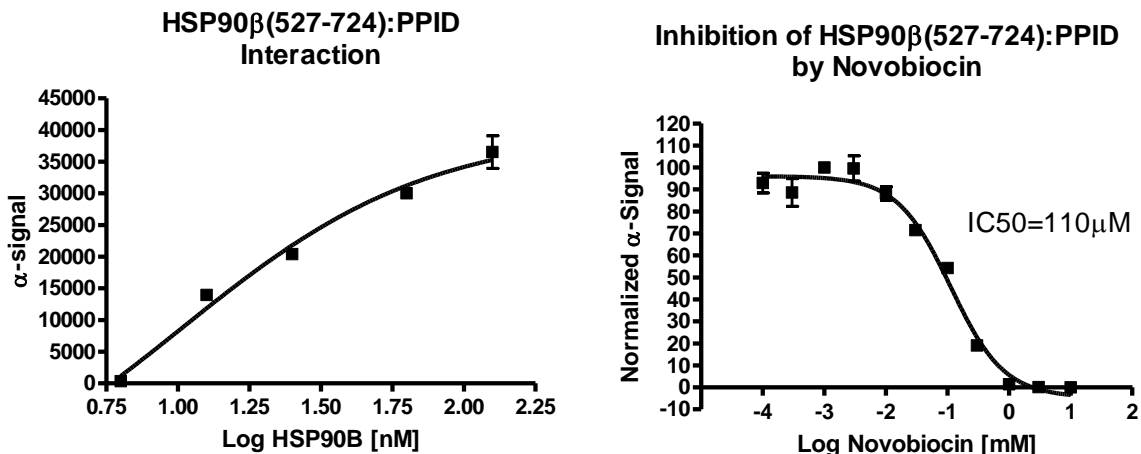 HSP90β(527-724):PPID
Interaction
45000
40000
35000
30000
25000
20000
15000
10000
5000
0
α-signal
0.75 1.00 1.25 1.50 1.75 2.00 2.25
Log HSP90B [nM]
Inhibition of HSP90β(527-724):PPID
by Novobiocin
120
110
100
90
80
70
60
50
40
30
20
10
0
-10
Normalized α-Signal
IC50=110μM
-4 -3 -2 -1 0 1 2
Log Novobiocin [mM]